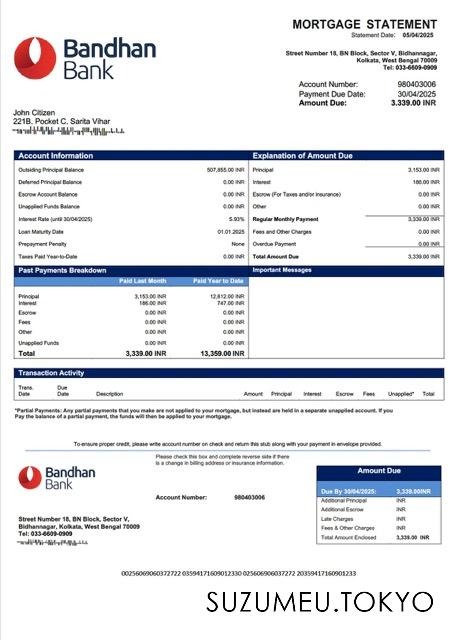 Bandhan
Bank
MORTGAGE STATEMENT
Statement Date: 05/04/2025
Street Number 18, BN Block, Sector V, Bidhannagar,
Kolkata, West Bengal 70009
Tel: 033-6609-0909
Account Number: 980403006
Payment Due Date: 30/04/2025
Amount Due: 3.339.00 INR
John Citizen
221B. Pocket C. Sarita Vihar
Account Information
Outsiding Principal Balance 507,855.00 INR
Deferred Principal Balance 0.00 INR
Escrow Account Balance 0.00 INR
Unapplied Funds Balance 0.00 INR
Interest Rate (until 30/04/2025) 5.93%
Loan Maturity Date 01.01.2025
Prepayment Penalty None
Taxes Paid Year-to-Date 0.00 INR
Explanation of Amount Due
Principal 3,153.00 INR
Interest 186.00 INR
Escrow (For Taxes and/or Insurance) 0.00 INR
Other 0.00 INR
Regular Monthly Payment 3,339.00 INR
Fees and Other Charges 0.00 INR
Overdue Payment 0.00 INR
Total Amount Due 3,339.00 INR
Past Payments Breakdown
Paid Last Month Paid Year to Date
Principal 3,153.00 INR 12,612.00 INR
Interest 186.00 INR 747.00 INR
Escrow 0.00 INR 0.00 INR
Fees 0.00 INR 0.00 INR
Other 0.00 INR 0.00 INR
Unapplied Funds 0.00 INR 0.00 INR
Total 3,339.00 INR 13,359.00 INR
Important Messages
Transaction Activity
Trans. Date Due Date Description Amount Principal Interest Escrow Fees Unapplied* Total
*Partial Payments: Any partial payments that you make are not applied to your mortgage, but instead are held in a separate unapplied account. If you
Pay the balance of a partial payment, the funds will then be applied to your mortgage.
To ensure proper credit, please write account number on check and return this stub along with your payment in envelope provided.
Bandhan
Bank
Please check this box and complete reverse side if there
is a change in billing address or insurance information.
Account Number: 980403006
Street Number 18, BN Block, Sector V,
Bidhannagar, Kolkata, West Bengal 70009
Tel: 033-6609-0909
Amount Due
Due By 30/04/2025: 3,339.00INR
Additional Principal INR
Additional Escrow INR
Late Charges INR
Fees & Other Charges INR
Total Amount Enclosed 3,339.00 INR
SUZUMEU.TOKYO